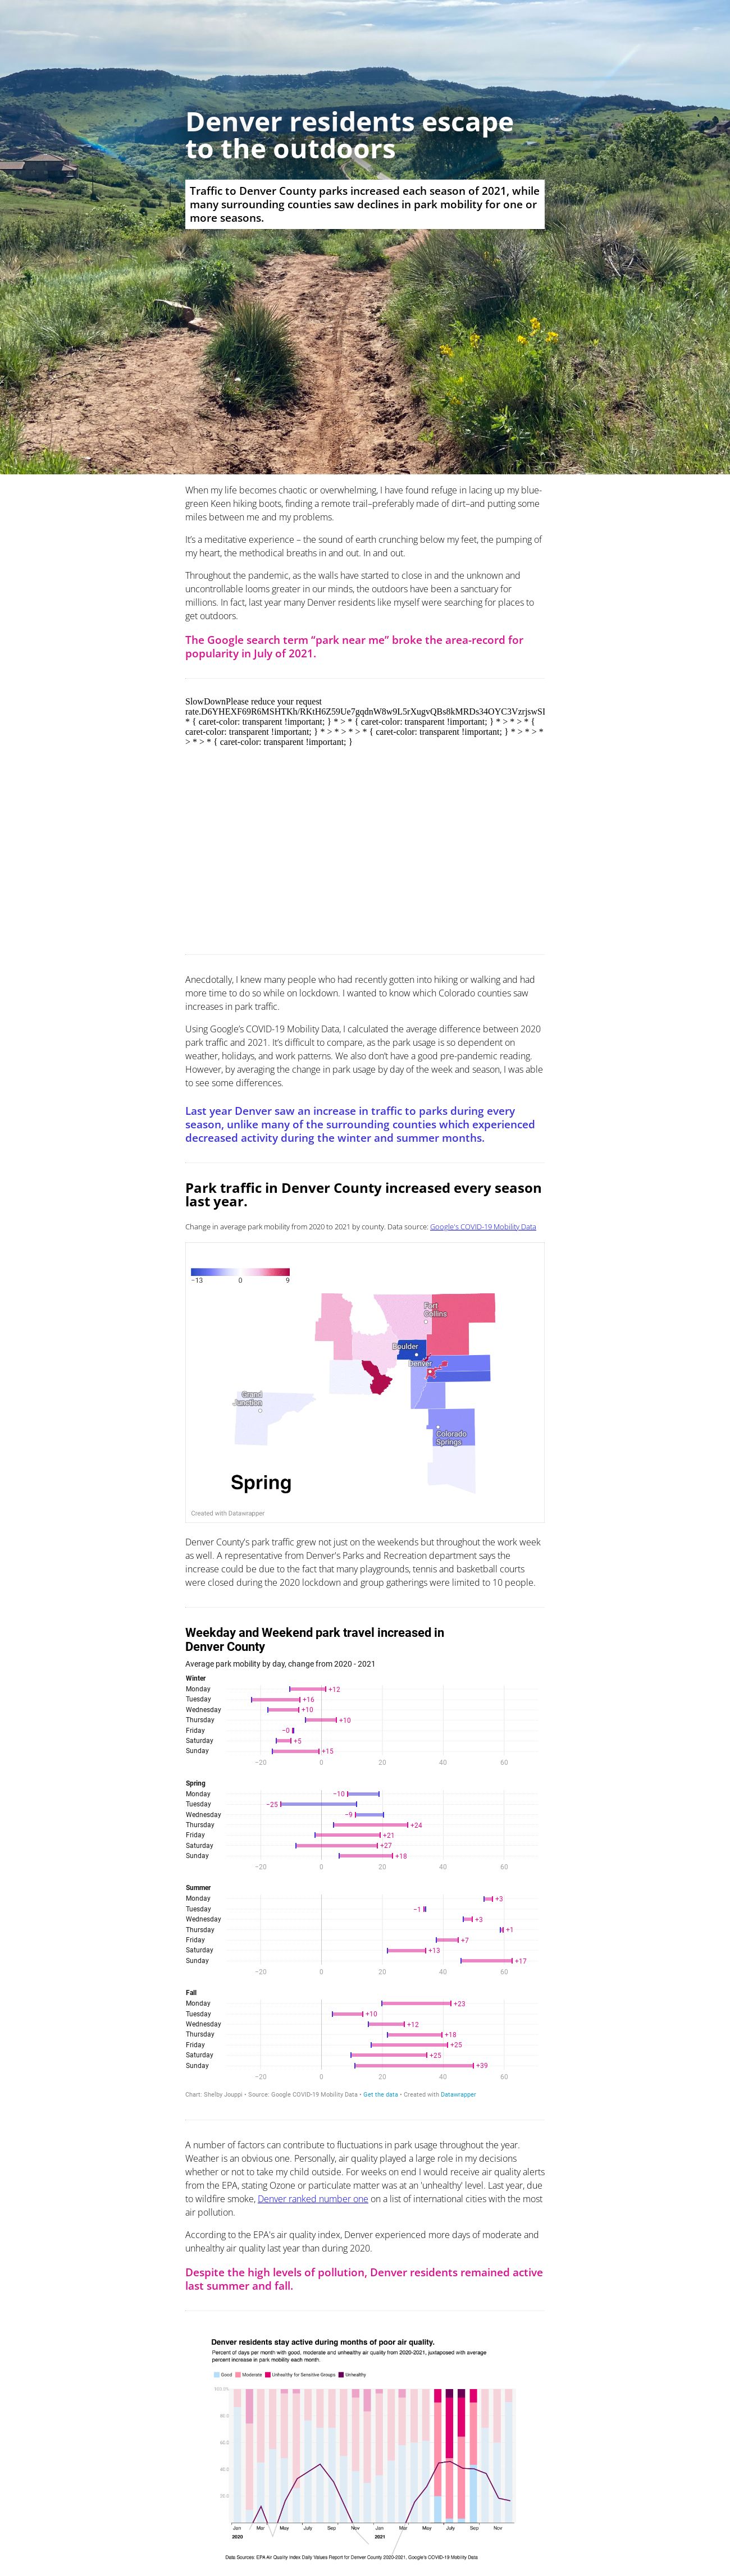 Denver residents escape
to the outdoors
Traffic to Denver County parks increased each season of 2021, while
many surrounding counties saw declines in park mobility for one or
more seasons.
When my life becomes chaotic or overwhelming, I have found refuge in lacing up my blue-
green Keen hiking boots, finding a remote trail–preferably made of dirt–and putting some
miles between me and my problems.
It’s a meditative experience – the sound of earth crunching below my feet, the pumping of
my heart, the methodical breaths in and out. In and out.
Throughout the pandemic, as the walls have started to close in and the unknown and
uncontrollable looms greater in our minds, the outdoors have been a sanctuary for
millions. In fact, last year many Denver residents like myself were searching for places to
get outdoors.
The Google search term “park near me” broke the area-record for
popularity in July of 2021.
SlowDownPlease reduce your request
* { caret-color: transparent !important; } * > * { caret-color: transparent !important; } * > * > * {
caret-color: transparent !important; } * > * > * > * { caret-color: transparent !important; } * > * > *
> * > * { caret-color: transparent !important; }
Anecdotally, I knew many people who had recently gotten into hiking or walking and had
more time to do so while on lockdown. I wanted to know which Colorado counties saw
increases in park traffic.
Using Google’s COVID-19 Mobility Data, I calculated the average difference between 2020
park traffic and 2021. It’s difficult to compare, as the park usage is so dependent on
weather, holidays, and work patterns. We also don’t have a good pre-pandemic reading.
However, by averaging the change in park usage by day of the week and season, I was able
to see some differences.
Last year Denver saw an increase in traffic to parks during every
season, unlike many of the surrounding counties which experienced
decreased activity during the winter and summer months.
Park traffic in Denver County increased every season
last year.
Change in average park mobility from 2020 to 2021 by county. Data source: Google's COVID-19 Mobility Data
−13 0 9
Fort
Collins
Boulder
Denver
Grand
Junction
Colorado
Springs
Spring
Created with Datawrapper
Denver County's park traffic grew not just on the weekends but throughout the work week
as well. A representative from Denver's Parks and Recreation department says the
increase could be due to the fact that many playgrounds, tennis and basketball courts
were closed during the 2020 lockdown and group gatherings were limited to 10 people.
Weekday and Weekend park travel increased in
Denver County
Average park mobility by day, change from 2020 - 2021
Winter
Monday +12
Tuesday +16
Wednesday +10
Thursday +10
Friday −0
Saturday +5
Sunday +15
−20 0 20 40 60
Spring
Monday −10
Tuesday −25
Wednesday −9
Thursday +24
Friday +21
Saturday +27
Sunday +18
−20 0 20 40 60
Summer
Monday +3
Tuesday −1
Wednesday +3
Thursday +1
Friday +7
Saturday +13
Sunday +17
−20 0 20 40 60
Fall
Monday +23
Tuesday +10
Wednesday +12
Thursday +18
Friday +25
Saturday +25
Sunday +39
−20 0 20 40 60
Chart: Shelby Jouppi • Source: Google COVID-19 Mobility Data • Get the data • Created with Datawrapper
A number of factors can contribute to fluctuations in park usage throughout the year.
Weather is an obvious one. Personally, air quality played a large role in my decisions
whether or not to take my child outside. For weeks on end I would receive air quality alerts
from the EPA, stating Ozone or particulate matter was at an 'unhealthy' level. Last year, due
to wildfire smoke, Denver ranked number one on a list of international cities with the most
air pollution.
According to the EPA's air quality index, Denver experienced more days of moderate and
unhealthy air quality last year than during 2020.
Despite the high levels of pollution, Denver residents remained active
last summer and fall.
Denver residents stay active during months of poor air quality.
Percent of days per month with good, moderate and unhealthy air quality from 2020-2021, juxtaposed with average
percent increase in park mobility each month.
Good Moderate Unhealthy for Sensitive Groups Unhealthy
100.0%
80.0
60.0
40.0
20.0
Jan Mar May July Sep Nov Jan Mar May July Sep Nov
2020 2021
Data Sources: EPA Air Quality Index Daily Values Report for Denver County 2020-2021, Google's COVID-19 Mobility Data